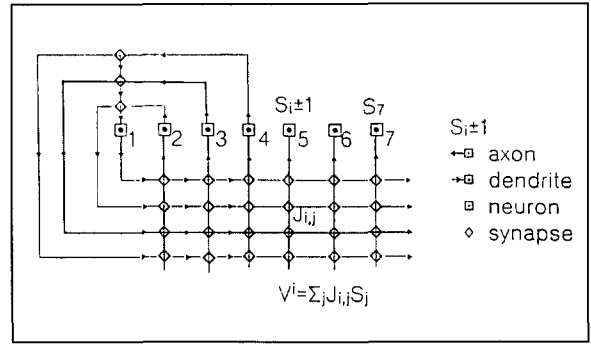 Sᵢ±1 S₇
1 2 3 4 5 6 7
Jᵢ,ⱼ
Vⁱ=ΣⱼJᵢ,ⱼSⱼ
Sᵢ±1
axon
dendrite
neuron
synapse